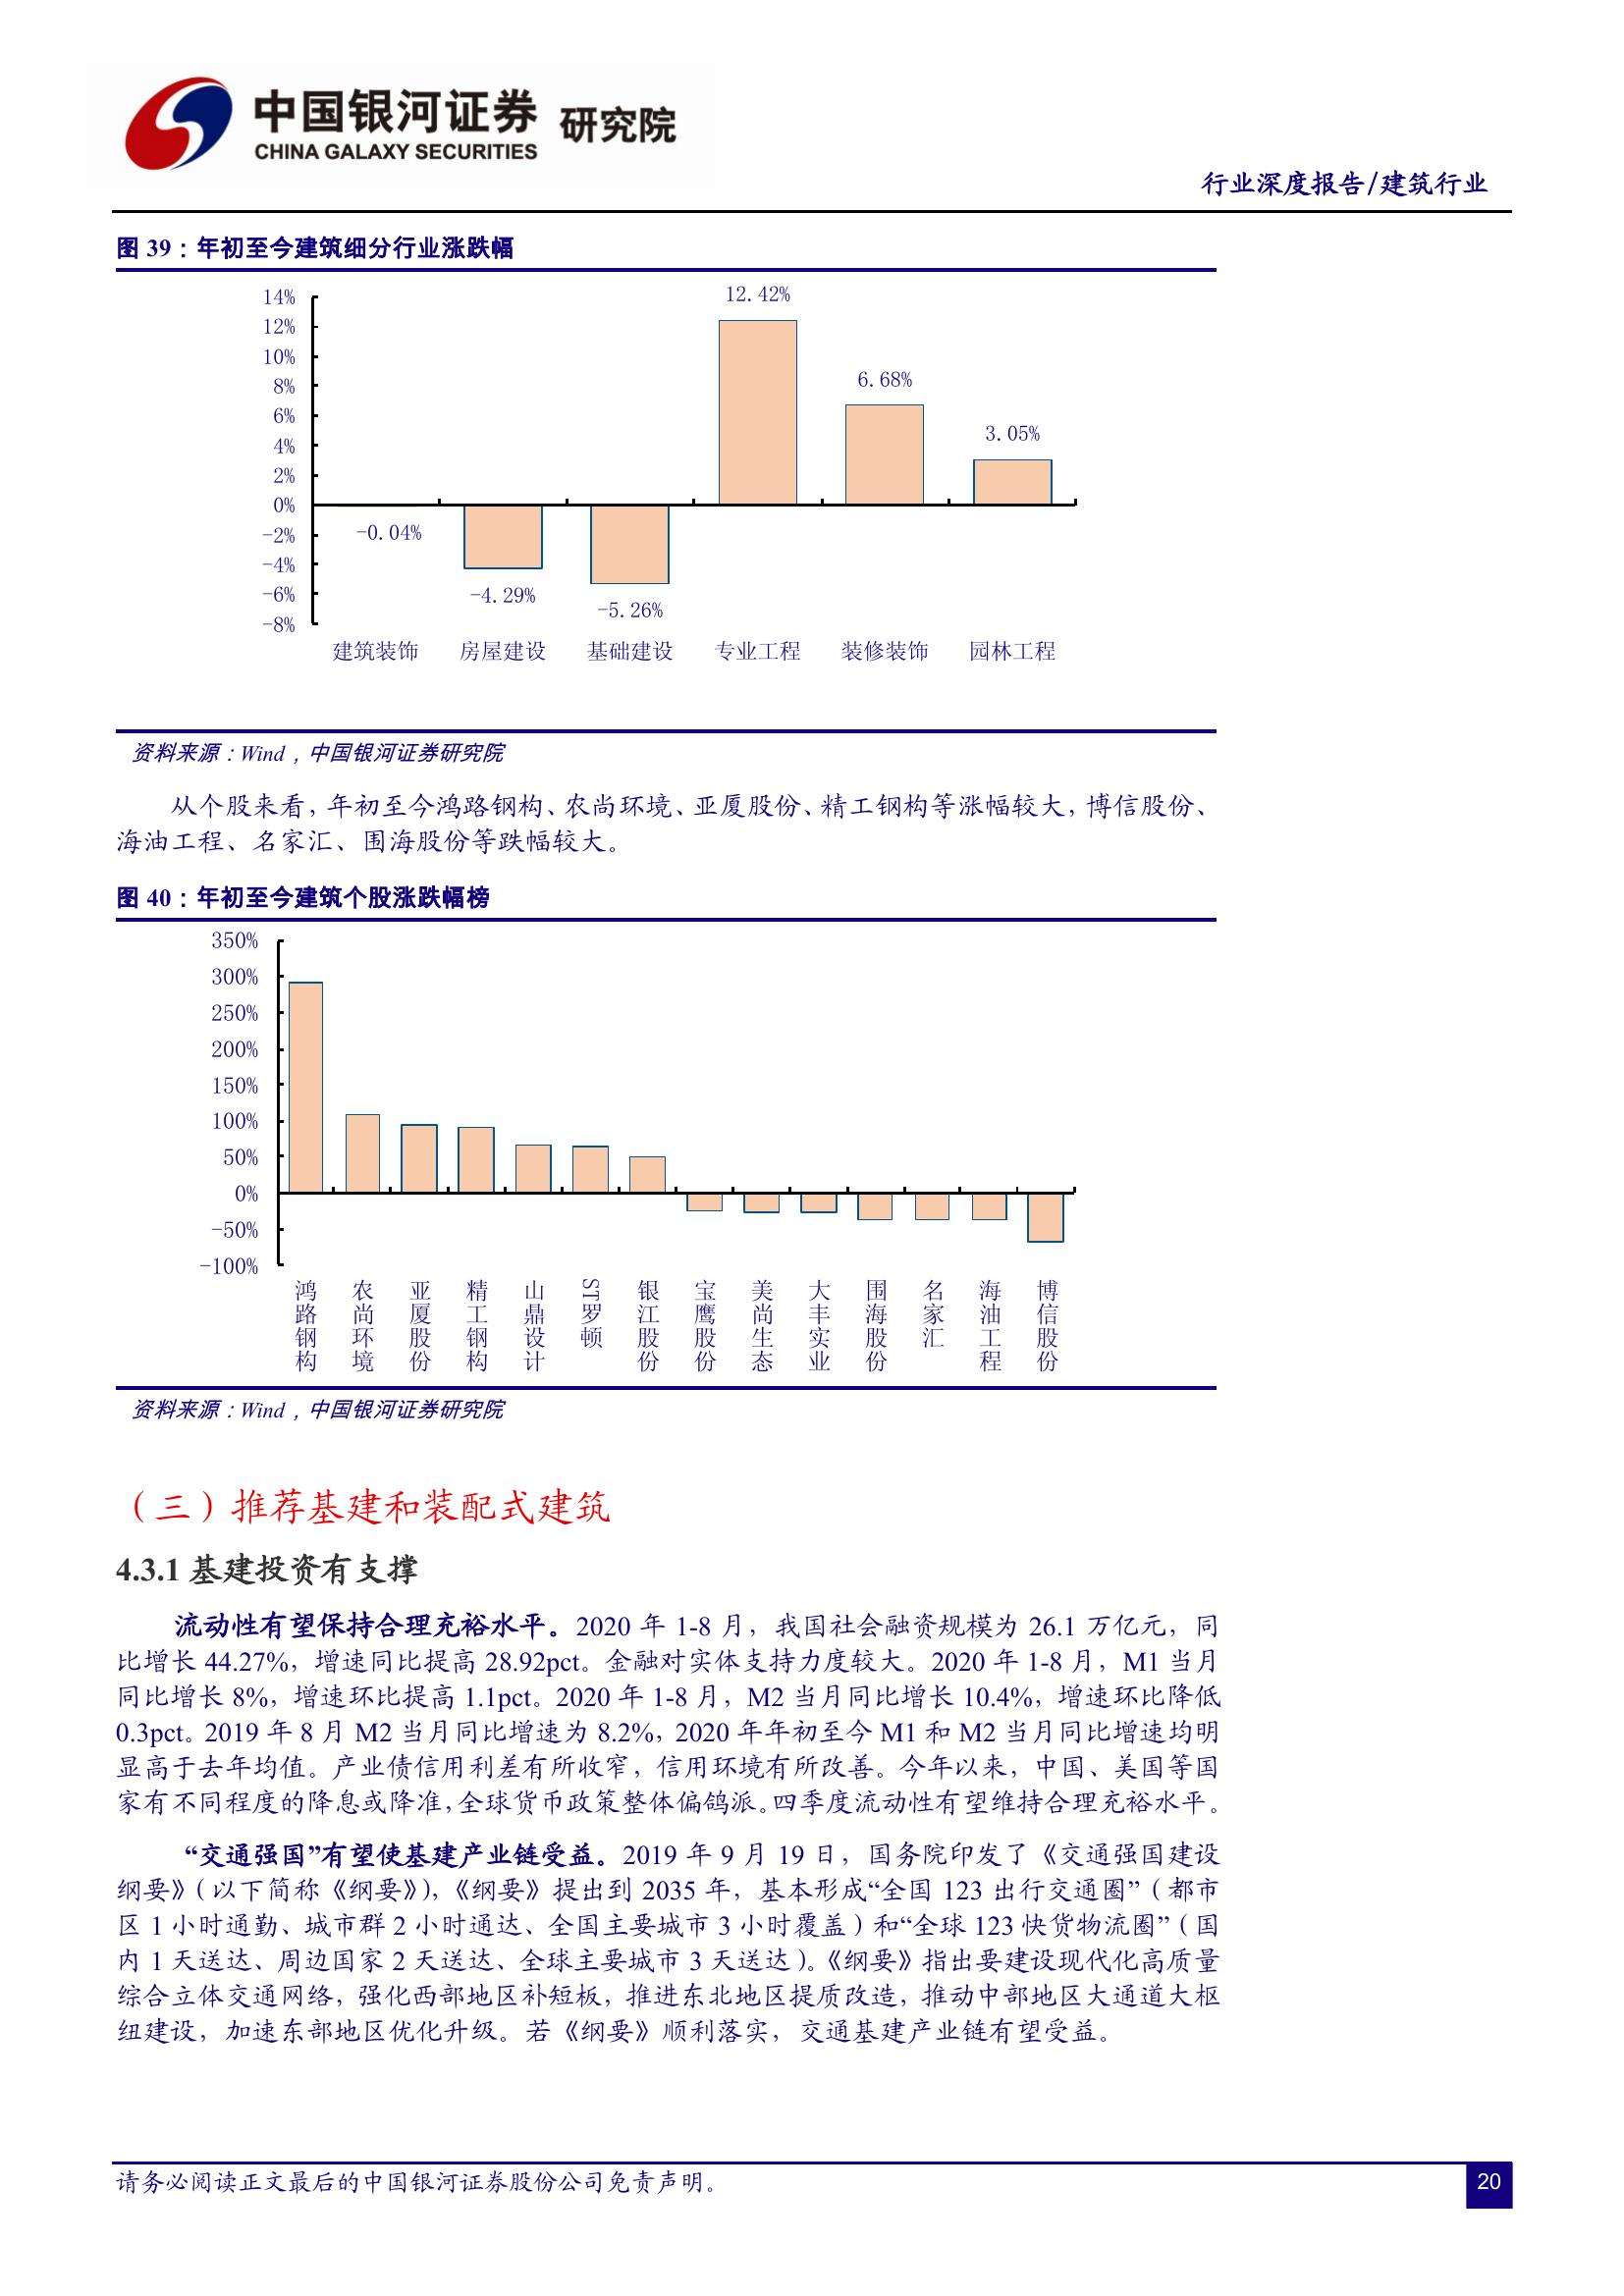 中国银河证券 研究院
CHINA GALAXY SECURITIES
行业深度报告/建筑行业
图 39：年初至今建筑细分行业涨跌幅
14%
12%
10%
8%
6%
4%
2%
0%
-2%
-4%
-6%
-8%
-0.04%
-4.29%
-5.26%
12.42%
6.68%
3.05%
建筑装饰 房屋建设 基础建设 专业工程 装修装饰 园林工程
资料来源：Wind，中国银河证券研究院
从个股来看，年初至今鸿路钢构、农尚环境、亚厦股份、精工钢构等涨幅较大，博信股份、
海油工程、名家汇、围海股份等跌幅较大。
图 40：年初至今建筑个股涨跌幅榜
350%
300%
250%
200%
150%
100%
50%
0%
-50%
-100%
鸿路钢构
农尚环境
亚厦股份
精工钢构
山鼎设计
ST罗顿
银江股份
宝鹰股份
美尚生态
大丰实业
围海股份
名家汇
海油工程
博信股份
资料来源：Wind，中国银河证券研究院
（三）推荐基建和装配式建筑
4.3.1 基建投资有支撑
流动性有望保持合理充裕水平。2020 年 1-8 月，我国社会融资规模为 26.1 万亿元，同
比增长 44.27%，增速同比提高 28.92pct。金融对实体支持力度较大。2020 年 1-8 月，M1 当月
同比增长 8%，增速环比提高 1.1pct。2020 年 1-8 月，M2 当月同比增长 10.4%，增速环比降低
0.3pct。2019 年 8 月 M2 当月同比增速为 8.2%，2020 年年初至今 M1 和 M2 当月同比增速均明
显高于去年均值。产业债信用利差有所收窄，信用环境有所改善。今年以来，中国、美国等国
家有不同程度的降息或降准，全球货币政策整体偏鸽派。四季度流动性有望维持合理充裕水平。
“交通强国”有望使基建产业链受益。2019 年 9 月 19 日，国务院印发了《交通强国建设
纲要》（以下简称《纲要》），《纲要》提出到 2035 年，基本形成“全国 123 出行交通圈”（都市
区 1 小时通勤、城市群 2 小时通达、全国主要城市 3 小时覆盖）和“全球 123 快货物流圈”（国
内 1 天送达、周边国家 2 天送达、全球主要城市 3 天送达）。《纲要》指出要建设现代化高质量
综合立体交通网络，强化西部地区补短板，推进东北地区提质改造，推动中部地区大通道大枢
纽建设，加速东部地区优化升级。若《纲要》顺利落实，交通基建产业链有望受益。
请务必阅读正文最后的中国银河证券股份公司免责声明。
20